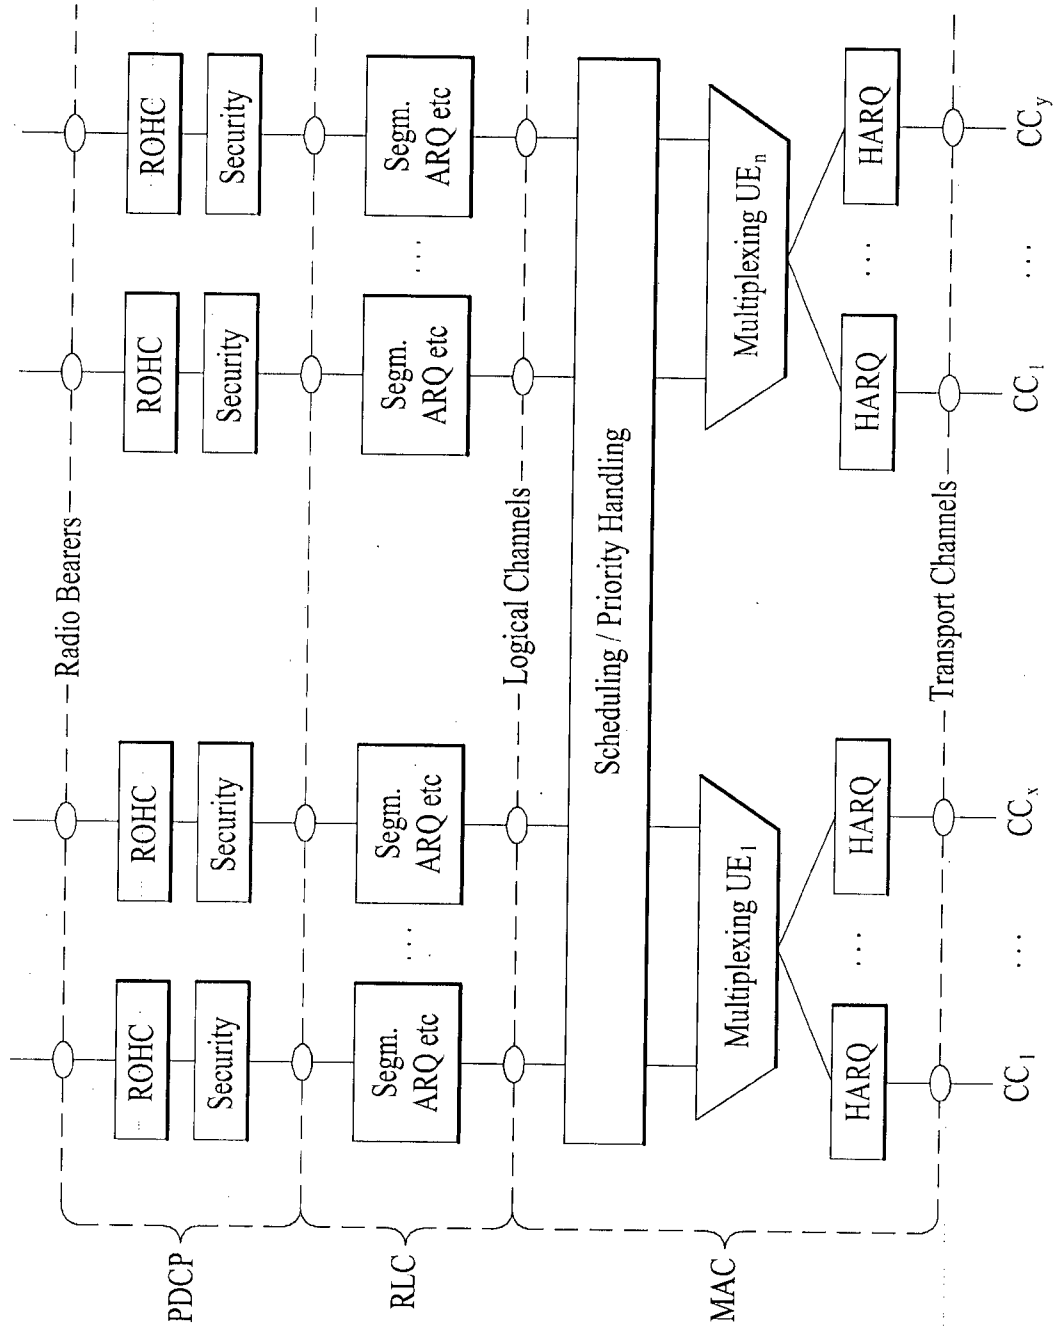 Radio Bearers
PDCP
ROHC
ROHC
ROHC
ROHC
Security
Security
Security
Security
RLC
Segm.
ARQ etc
...
Segm.
ARQ etc
Segm.
ARQ etc
...
Segm.
ARQ etc
Logical Channels
MAC
Scheduling / Priority Handling
Multiplexing UE₁
Multiplexing UEₙ
HARQ
...
HARQ
HARQ
...
HARQ
Transport Channels
CC₁
...
CCₓ
CC₁
...
CCy